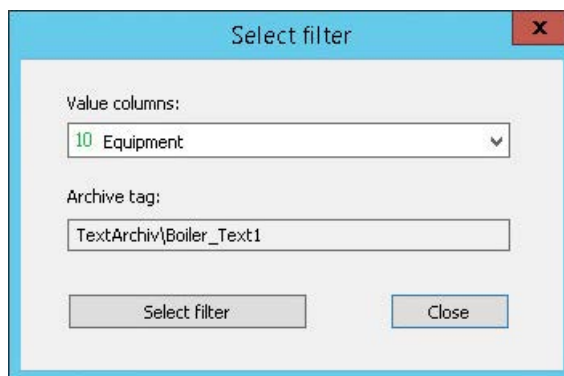 Select filter
x
Value columns:
10 Equipment
Archive tag:
TextArchiv\Boiler_Text1
Select filter Close